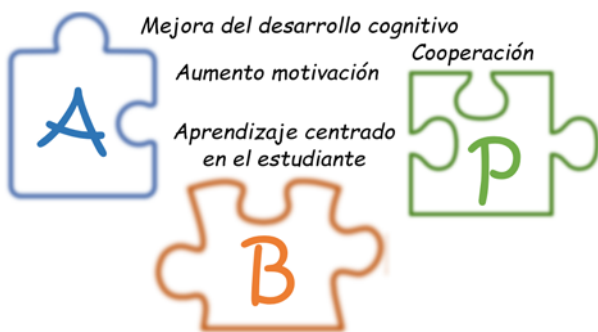 Mejora del desarrollo cognitivo
Cooperación
Aumento motivación
Aprendizaje centrado
en el estudiante
A
B
P